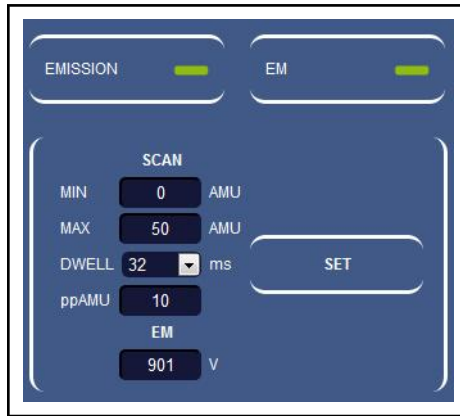 EMISSION EM
SCAN
MIN 0 AMU
MAX 50 AMU
DWELL 32 ms SET
ppAMU 10
EM
901 V